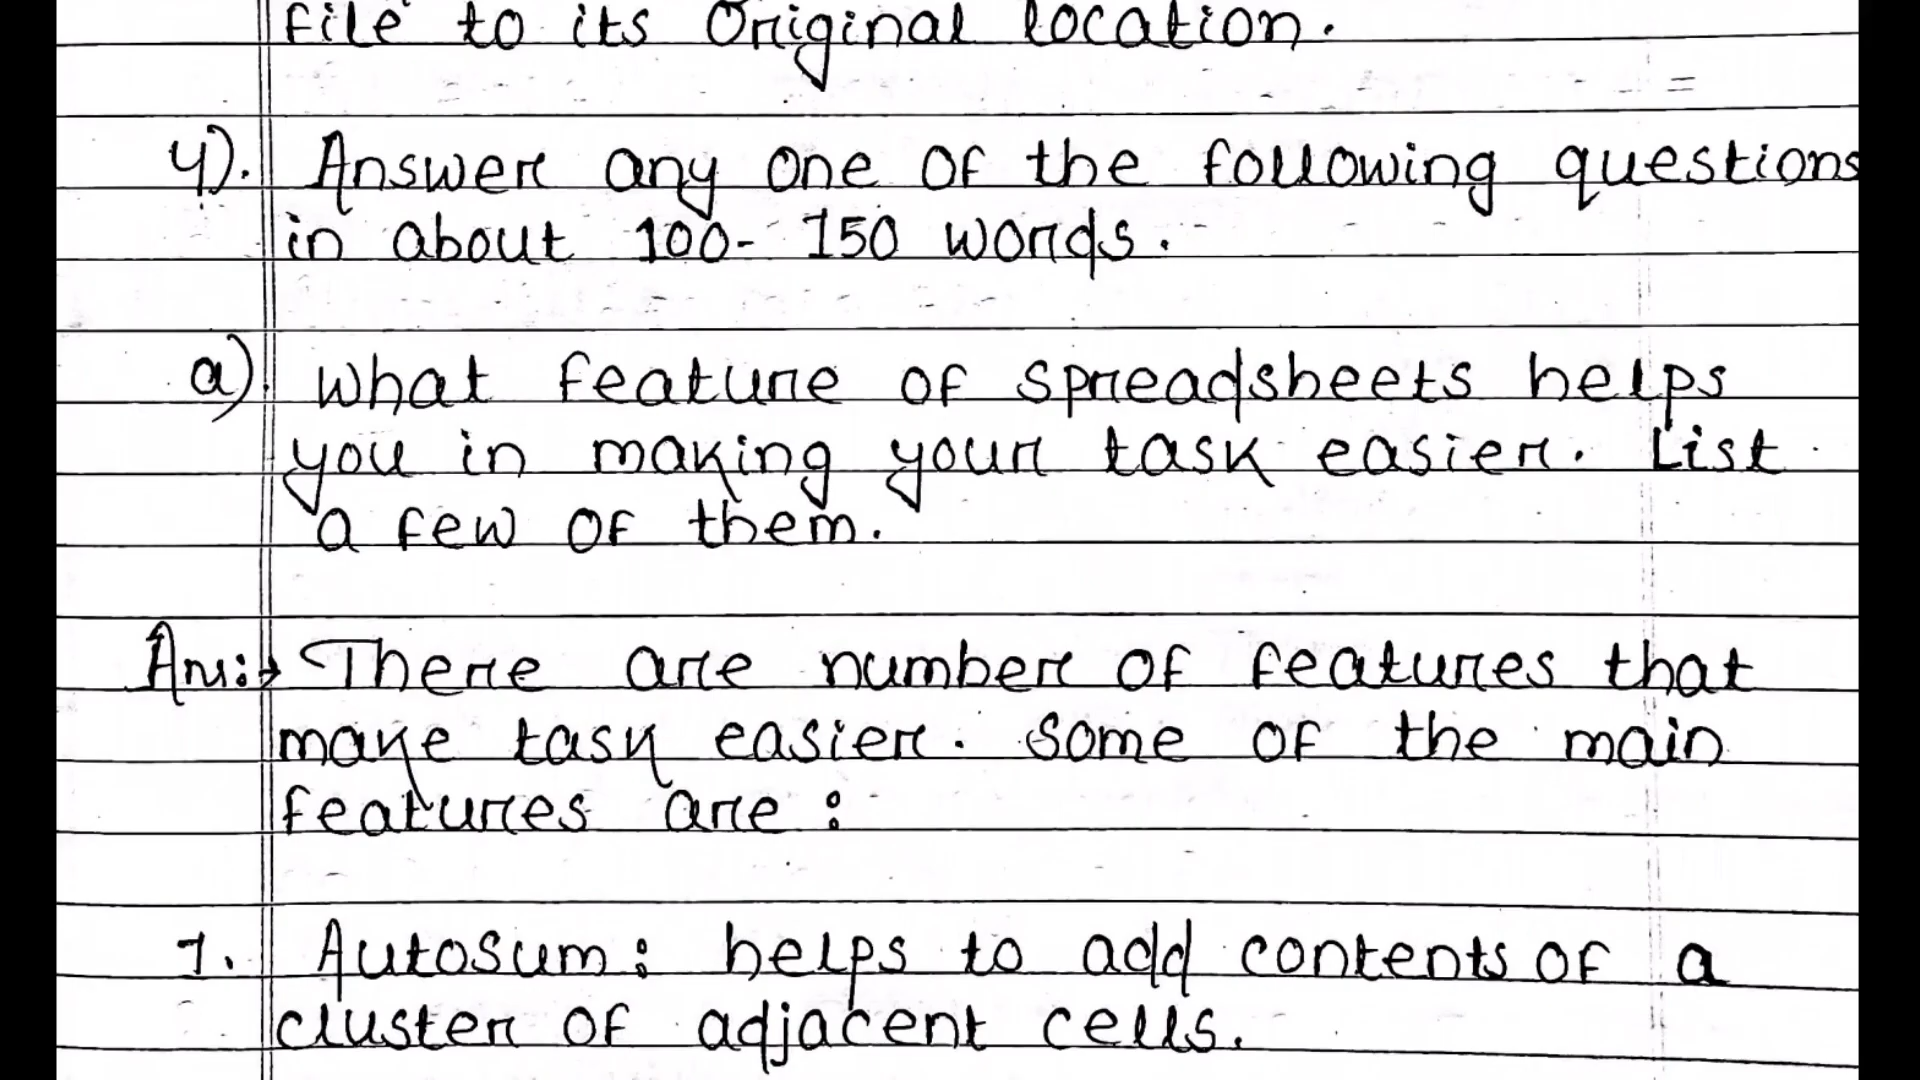 file to its Original location.
4). Answer any one of the following questions
in about 100-150 words.
a). What feature of spreadsheets helps
you in making your task easier. List
a few of them.
Ans:→ There are number of features that
make task easier. Some of the main
features are :
1. Autosum : helps to add contents of a
cluster of adjacent cells.